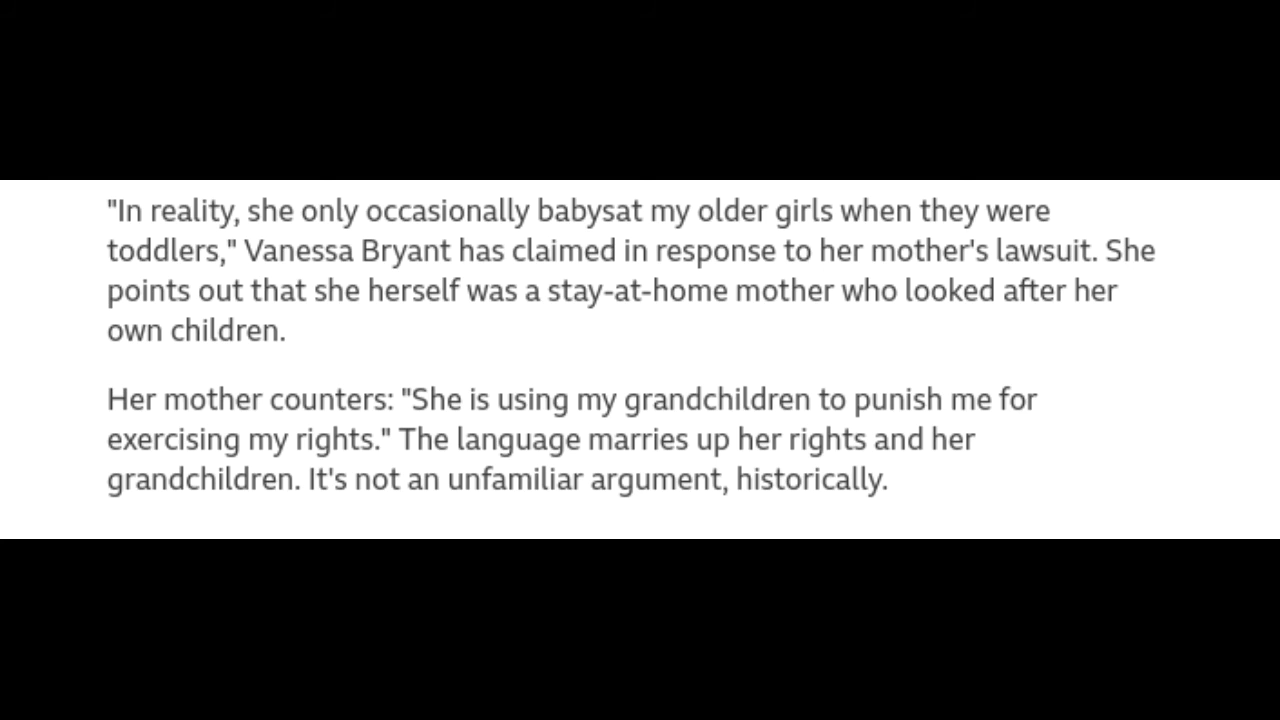 "In reality, she only occasionally babysat my older girls when they were
toddlers," Vanessa Bryant has claimed in response to her mother's lawsuit. She
points out that she herself was a stay-at-home mother who looked after her
own children.
Her mother counters: "She is using my grandchildren to punish me for
exercising my rights." The language marries up her rights and her
grandchildren. It's not an unfamiliar argument, historically.